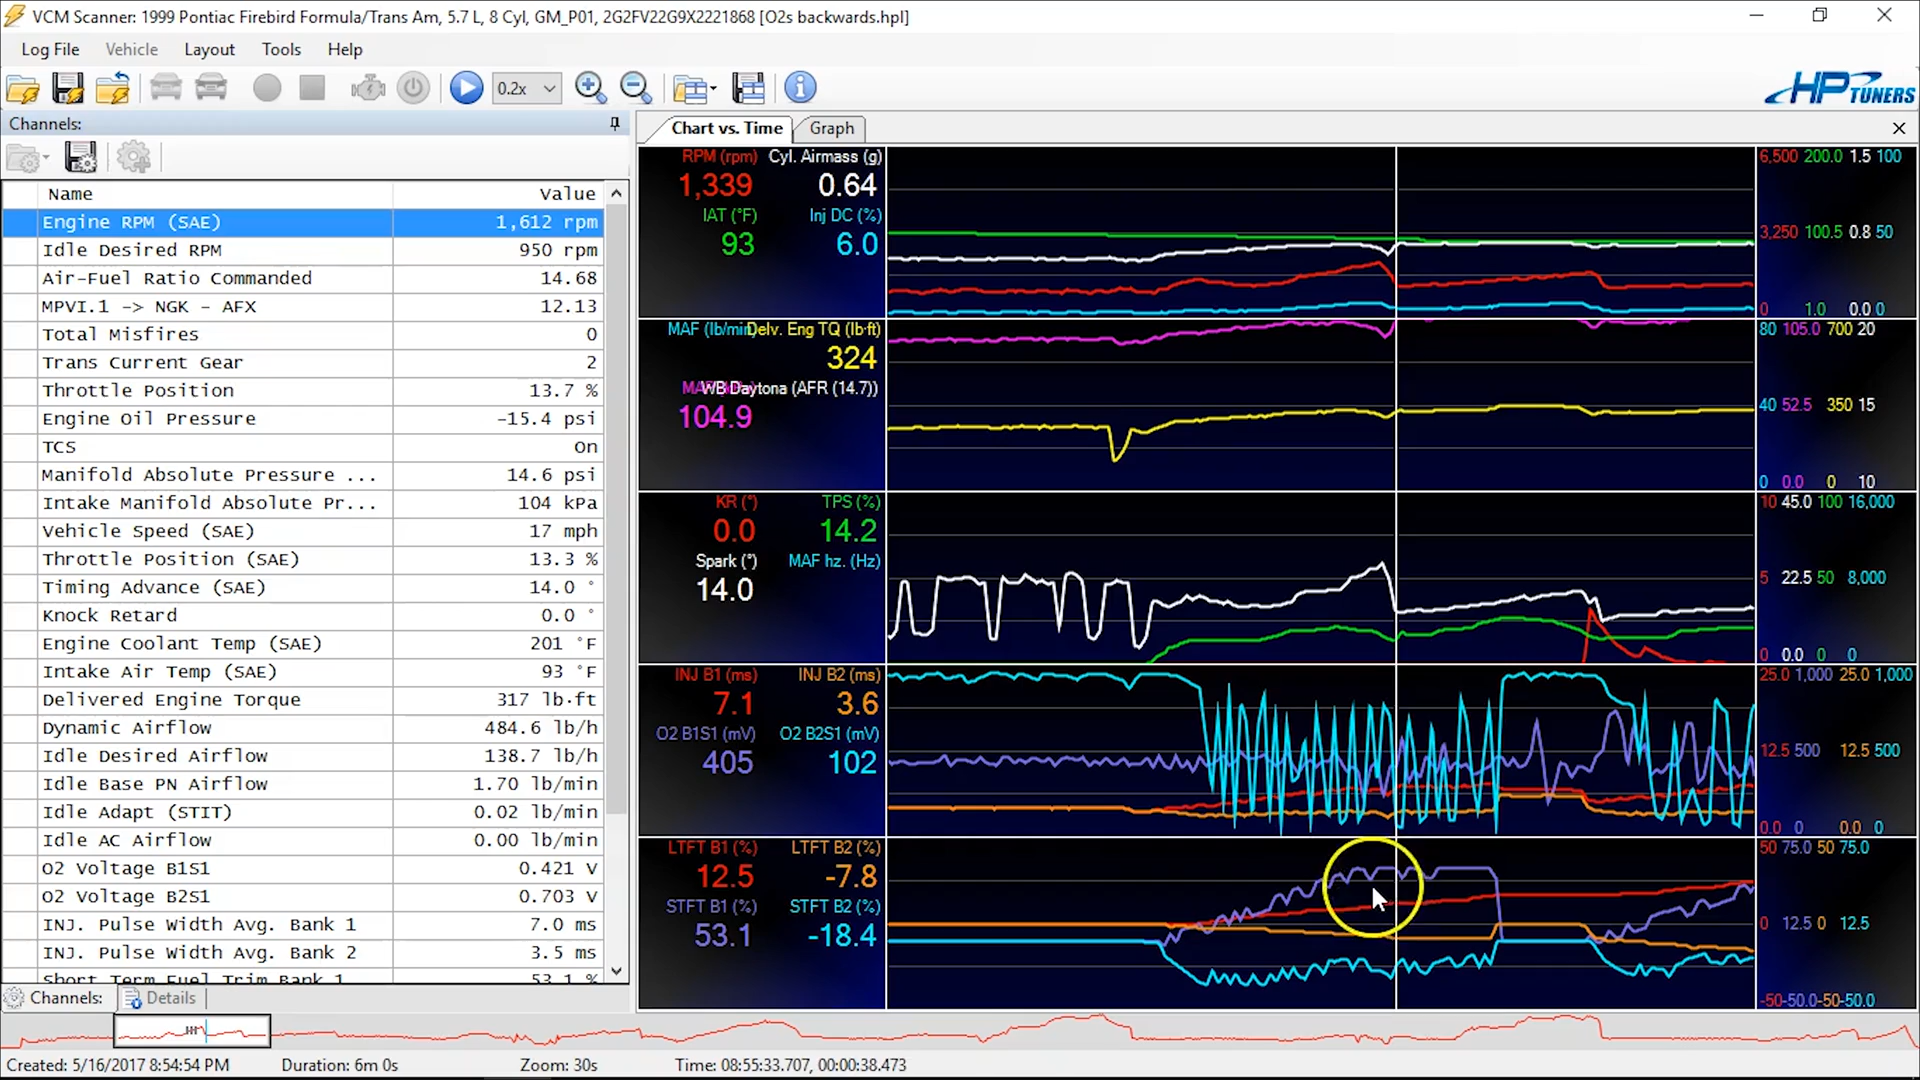 VCM Scanner: 1999 Pontiac Firebird Formula/Trans Am, 5.7 L, 8 Cyl, GM_P01, 2G2FV22G9X2221868 [O2s backwards.hpl]
Log File Vehicle Layout Tools Help
0.2x
HP TUNERS
Channels:
Chart vs. Time Graph
Name Value
Engine RPM (SAE) 1,612 rpm
Idle Desired RPM 950 rpm
Air-Fuel Ratio Commanded 14.68
MPVI.1 -> NGK - AFX 12.13
Total Misfires 0
Trans Current Gear 2
Throttle Position 13.7 %
Engine Oil Pressure -15.4 psi
TCS On
Manifold Absolute Pressure ... 14.6 psi
Intake Manifold Absolute Pr... 104 kPa
Vehicle Speed (SAE) 17 mph
Throttle Position (SAE) 13.3 %
Timing Advance (SAE) 14.0 °
Knock Retard 0.0 °
Engine Coolant Temp (SAE) 201 °F
Intake Air Temp (SAE) 93 °F
Delivered Engine Torque 317 lb·ft
Dynamic Airflow 484.6 lb/h
Idle Desired Airflow 138.7 lb/h
Idle Base PN Airflow 1.70 lb/min
Idle Adapt (STIT) 0.02 lb/min
Idle AC Airflow 0.00 lb/min
O2 Voltage B1S1 0.421 V
O2 Voltage B2S1 0.703 V
INJ. Pulse Width Avg. Bank 1 7.0 ms
INJ. Pulse Width Avg. Bank 2 3.5 ms
Short Term Fuel Trim Bank 1 53.1 %
Channels: Details
RPM (rpm) Cyl. Airmass (g)
1,339 0.64
IAT (°F) Inj DC (%)
93 6.0
6,500 200.0 1.5 100
3,250 100.5 0.8 50
0 1.0 0.0 0
MAF (lb/min) Delv. Eng TQ (lb·ft)
324
WB Daytona (AFR (14.7))
104.9
80 105.0 700 20
40 52.5 350 15
0 0.0 0 10
KR (°) TPS (%)
0.0 14.2
Spark (°) MAF hz. (Hz)
14.0
10 45.0 100 16,000
5 22.5 50 8,000
0 0.0 0 0
INJ B1 (ms) INJ B2 (ms)
7.1 3.6
O2 B1S1 (mV) O2 B2S1 (mV)
405 102
25.0 1,000 25.0 1,000
12.5 500 12.5 500
0.0 0 0.0 0
LTFT B1 (%) LTFT B2 (%)
12.5 -7.8
STFT B1 (%) STFT B2 (%)
53.1 -18.4
50 75.0 50 75.0
0 12.5 0 12.5
-50 -50.0 -50 -50.0
Created: 5/16/2017 8:54:54 PM Duration: 6m 0s Zoom: 30s Time: 08:55:33.707, 00:00:38.473